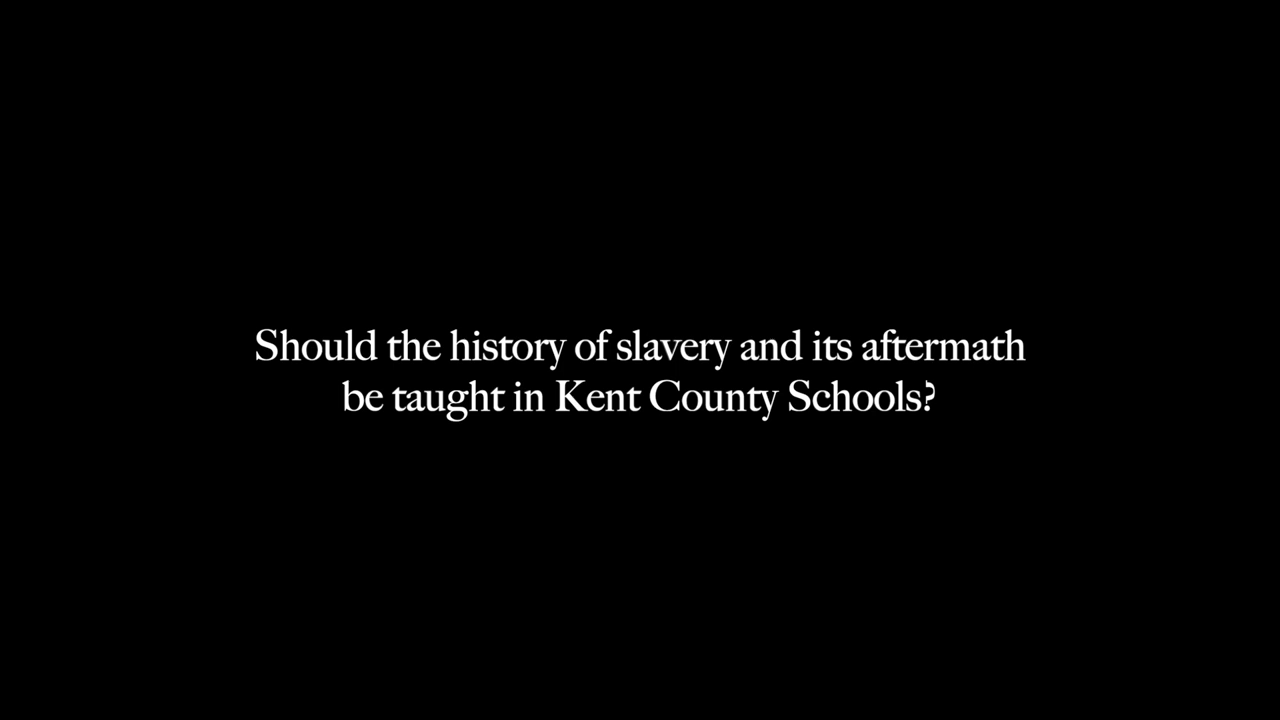 Should the history of slavery and its aftermath
be taught in Kent County Schools?